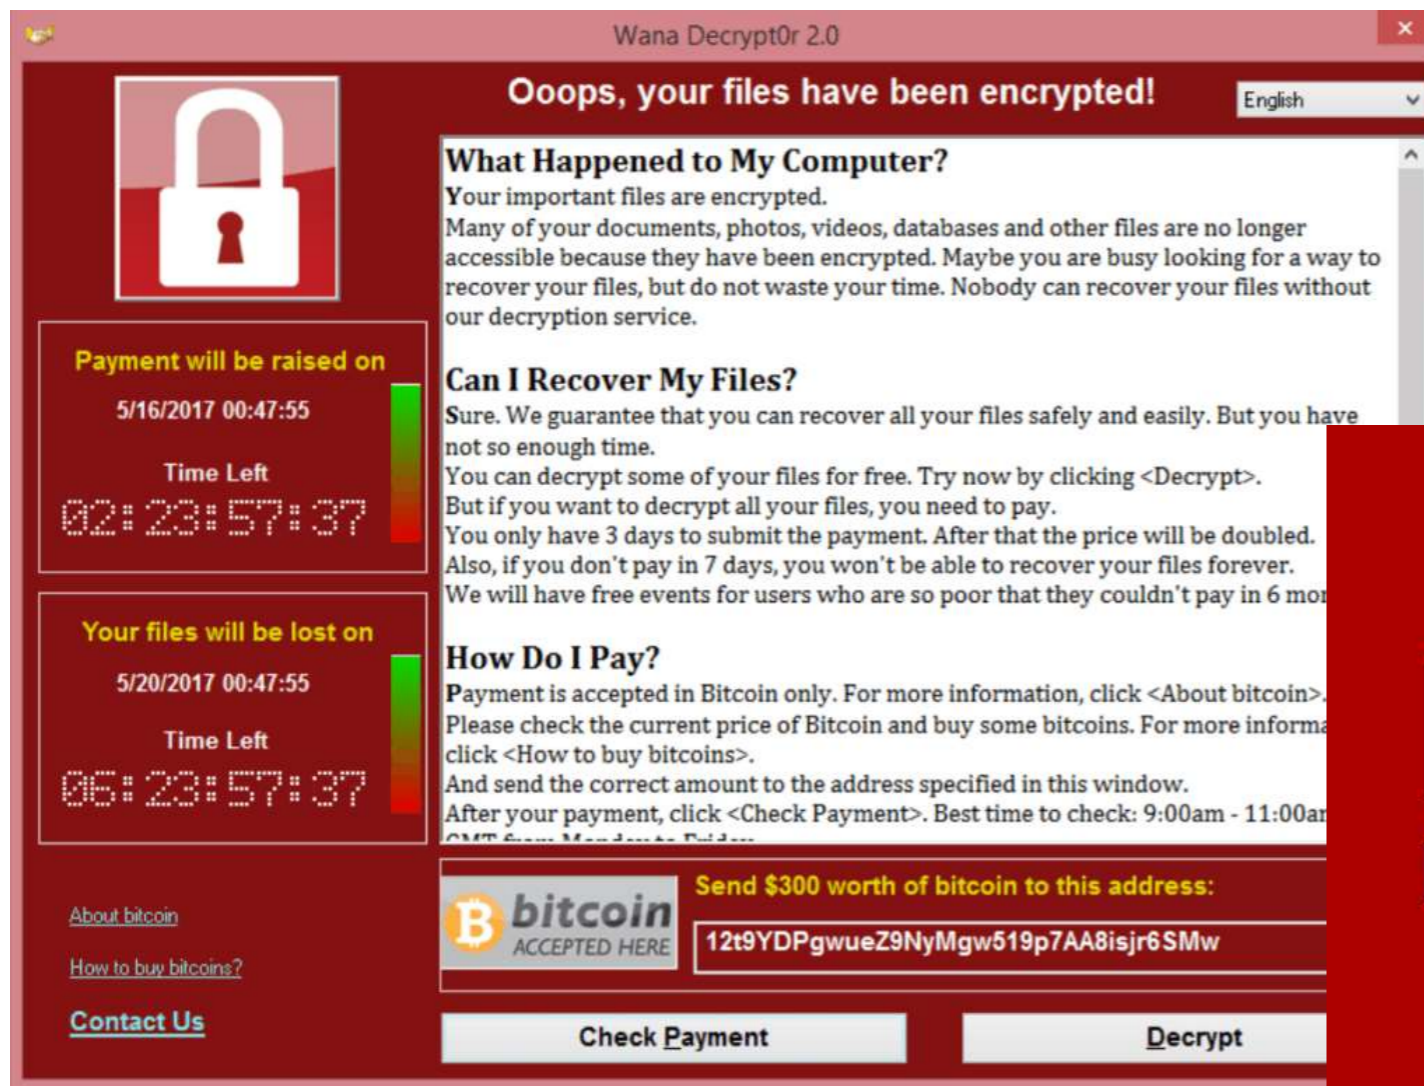 Wana Decrypt0r 2.0
Ooops, your files have been encrypted!
English
What Happened to My Computer?
Your important files are encrypted.
Many of your documents, photos, videos, databases and other files are no longer
accessible because they have been encrypted. Maybe you are busy looking for a way to
recover your files, but do not waste your time. Nobody can recover your files without
our decryption service.
Can I Recover My Files?
Sure. We guarantee that you can recover all your files safely and easily. But you have
not so enough time.
You can decrypt some of your files for free. Try now by clicking <Decrypt>.
But if you want to decrypt all your files, you need to pay.
You only have 3 days to submit the payment. After that the price will be doubled.
Also, if you don't pay in 7 days, you won't be able to recover your files forever.
We will have free events for users who are so poor that they couldn't pay in 6
How Do I Pay?
Payment is accepted in Bitcoin only. For more information, click <About bitcoin>.
Please check the current price of Bitcoin and buy some bitcoins. For more
click <How to buy bitcoins>.
And send the correct amount to the address specified in this window.
After your payment, click <Check Payment>. Best time to check: 9:00am -
Payment will be raised on
5/16/2017 00:47:55
Time Left
02:23:57:37
Your files will be lost on
5/20/2017 00:47:55
Time Left
06:23:57:37
About bitcoin
How to buy bitcoins?
Contact Us
bitcoin
ACCEPTED HERE
Send $300 worth of bitcoin to this address:
12t9YDPgwueZ9NyMgw519p7AA8isjr6SMw
Check Payment
Decrypt